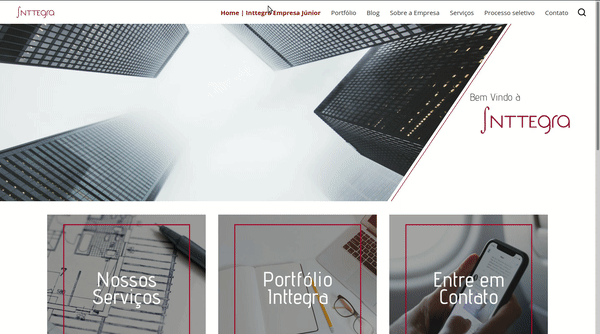 INTTEGRA
Home | Inttegra Empresa Júnior Portfólio Blog Sobre a Empresa Serviços Processo seletivo Contato
Bem Vindo à
INTTEGRA
Nossos
Serviços
Portfólio
Inttegra
Entre em
Contato